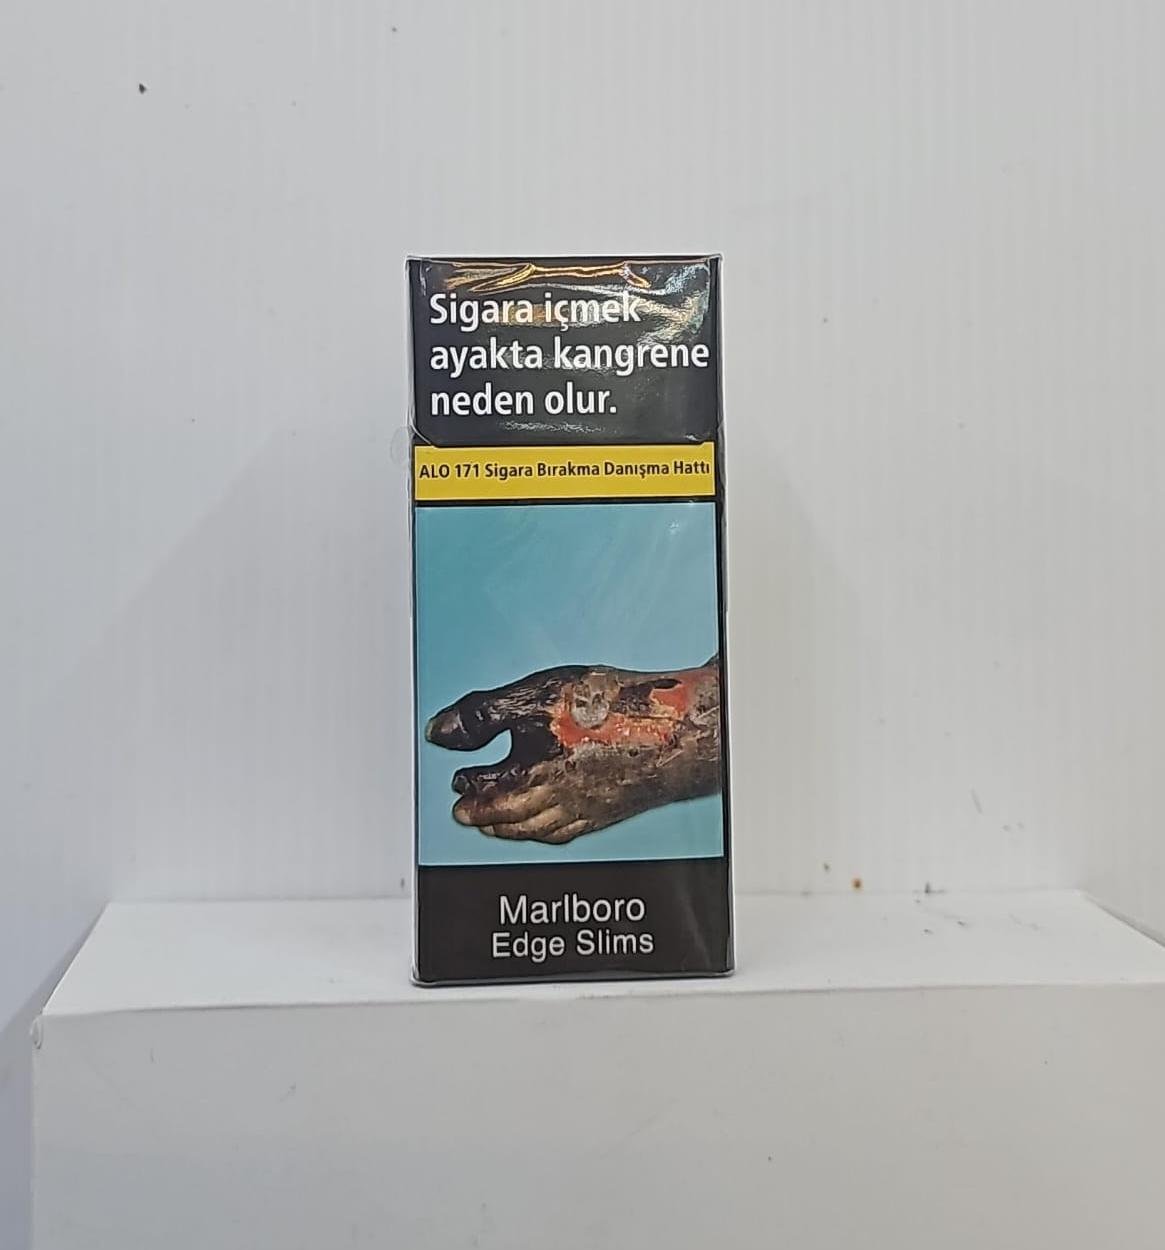 Sigara içmek
ayakta kangrene
neden olur.
ALO 171 Sigara Bırakma Danışma Hattı
Marlboro
Edge Slims